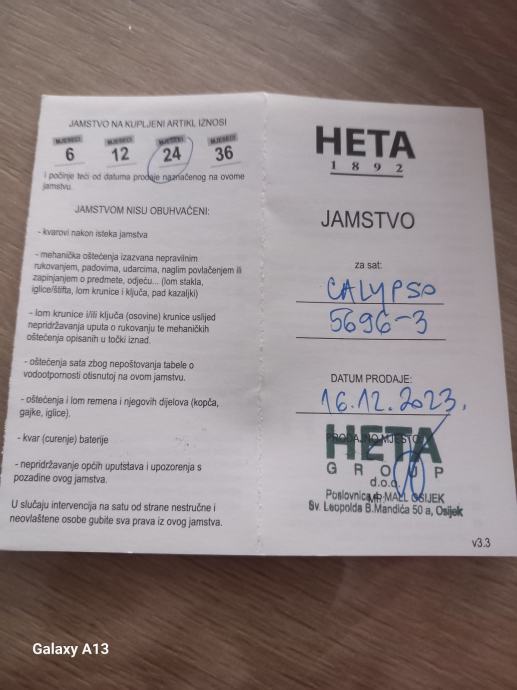 JAMSTVO NA KUPLJENI ARTIKL IZNOSI
MJESECI MJESECI MJESECI MJESECI
6 12 24 36
i počinje teći od datuma prodaje naznačenog na ovome
jamstvu.
JAMSTVOM NISU OBUHVAĆENI:
- kvarovi nakon isteka jamstva
- mehanička oštećenja izazvana nepravilnim
rukovanjem, padovima, udarcima, naglim povlačenjem ili
zapinjanjem o predmete, odjeću... (lom stakla,
iglice/štifta, lom krunice i ključa, pad kazaljki)
- lom krunice i/ili ključa (osovine) krunice uslijed
nepridržavanja uputa o rukovanju te mehaničkih
oštećenja opisanih u točki iznad.
- oštećenja sata zbog nepoštovanja tabele o
vodootpornosti otisnutoj na ovom jamstvu.
- oštećenja i lom remena i njegovih dijelova (kopča,
gajke, iglice).
- kvar (curenje) baterije
- nepridržavanje općih uputstava i upozorenja s
pozadine ovog jamstva.
U slučaju intervencija na satu od strane nestručne i
neovlaštene osobe gubite sva prava iz ovog jamstva.
HETA
1892
JAMSTVO
za sat:
CALYPSO
5696-3
DATUM PRODAJE:
16.12.2023.
PRODAJNO MJESTO
HETA
GROUP
d.o.o.
Poslovnica MALL OSIJEK
Sv. Leopolda B.Mandića 50 a, Osijek
v3.3
Galaxy A13